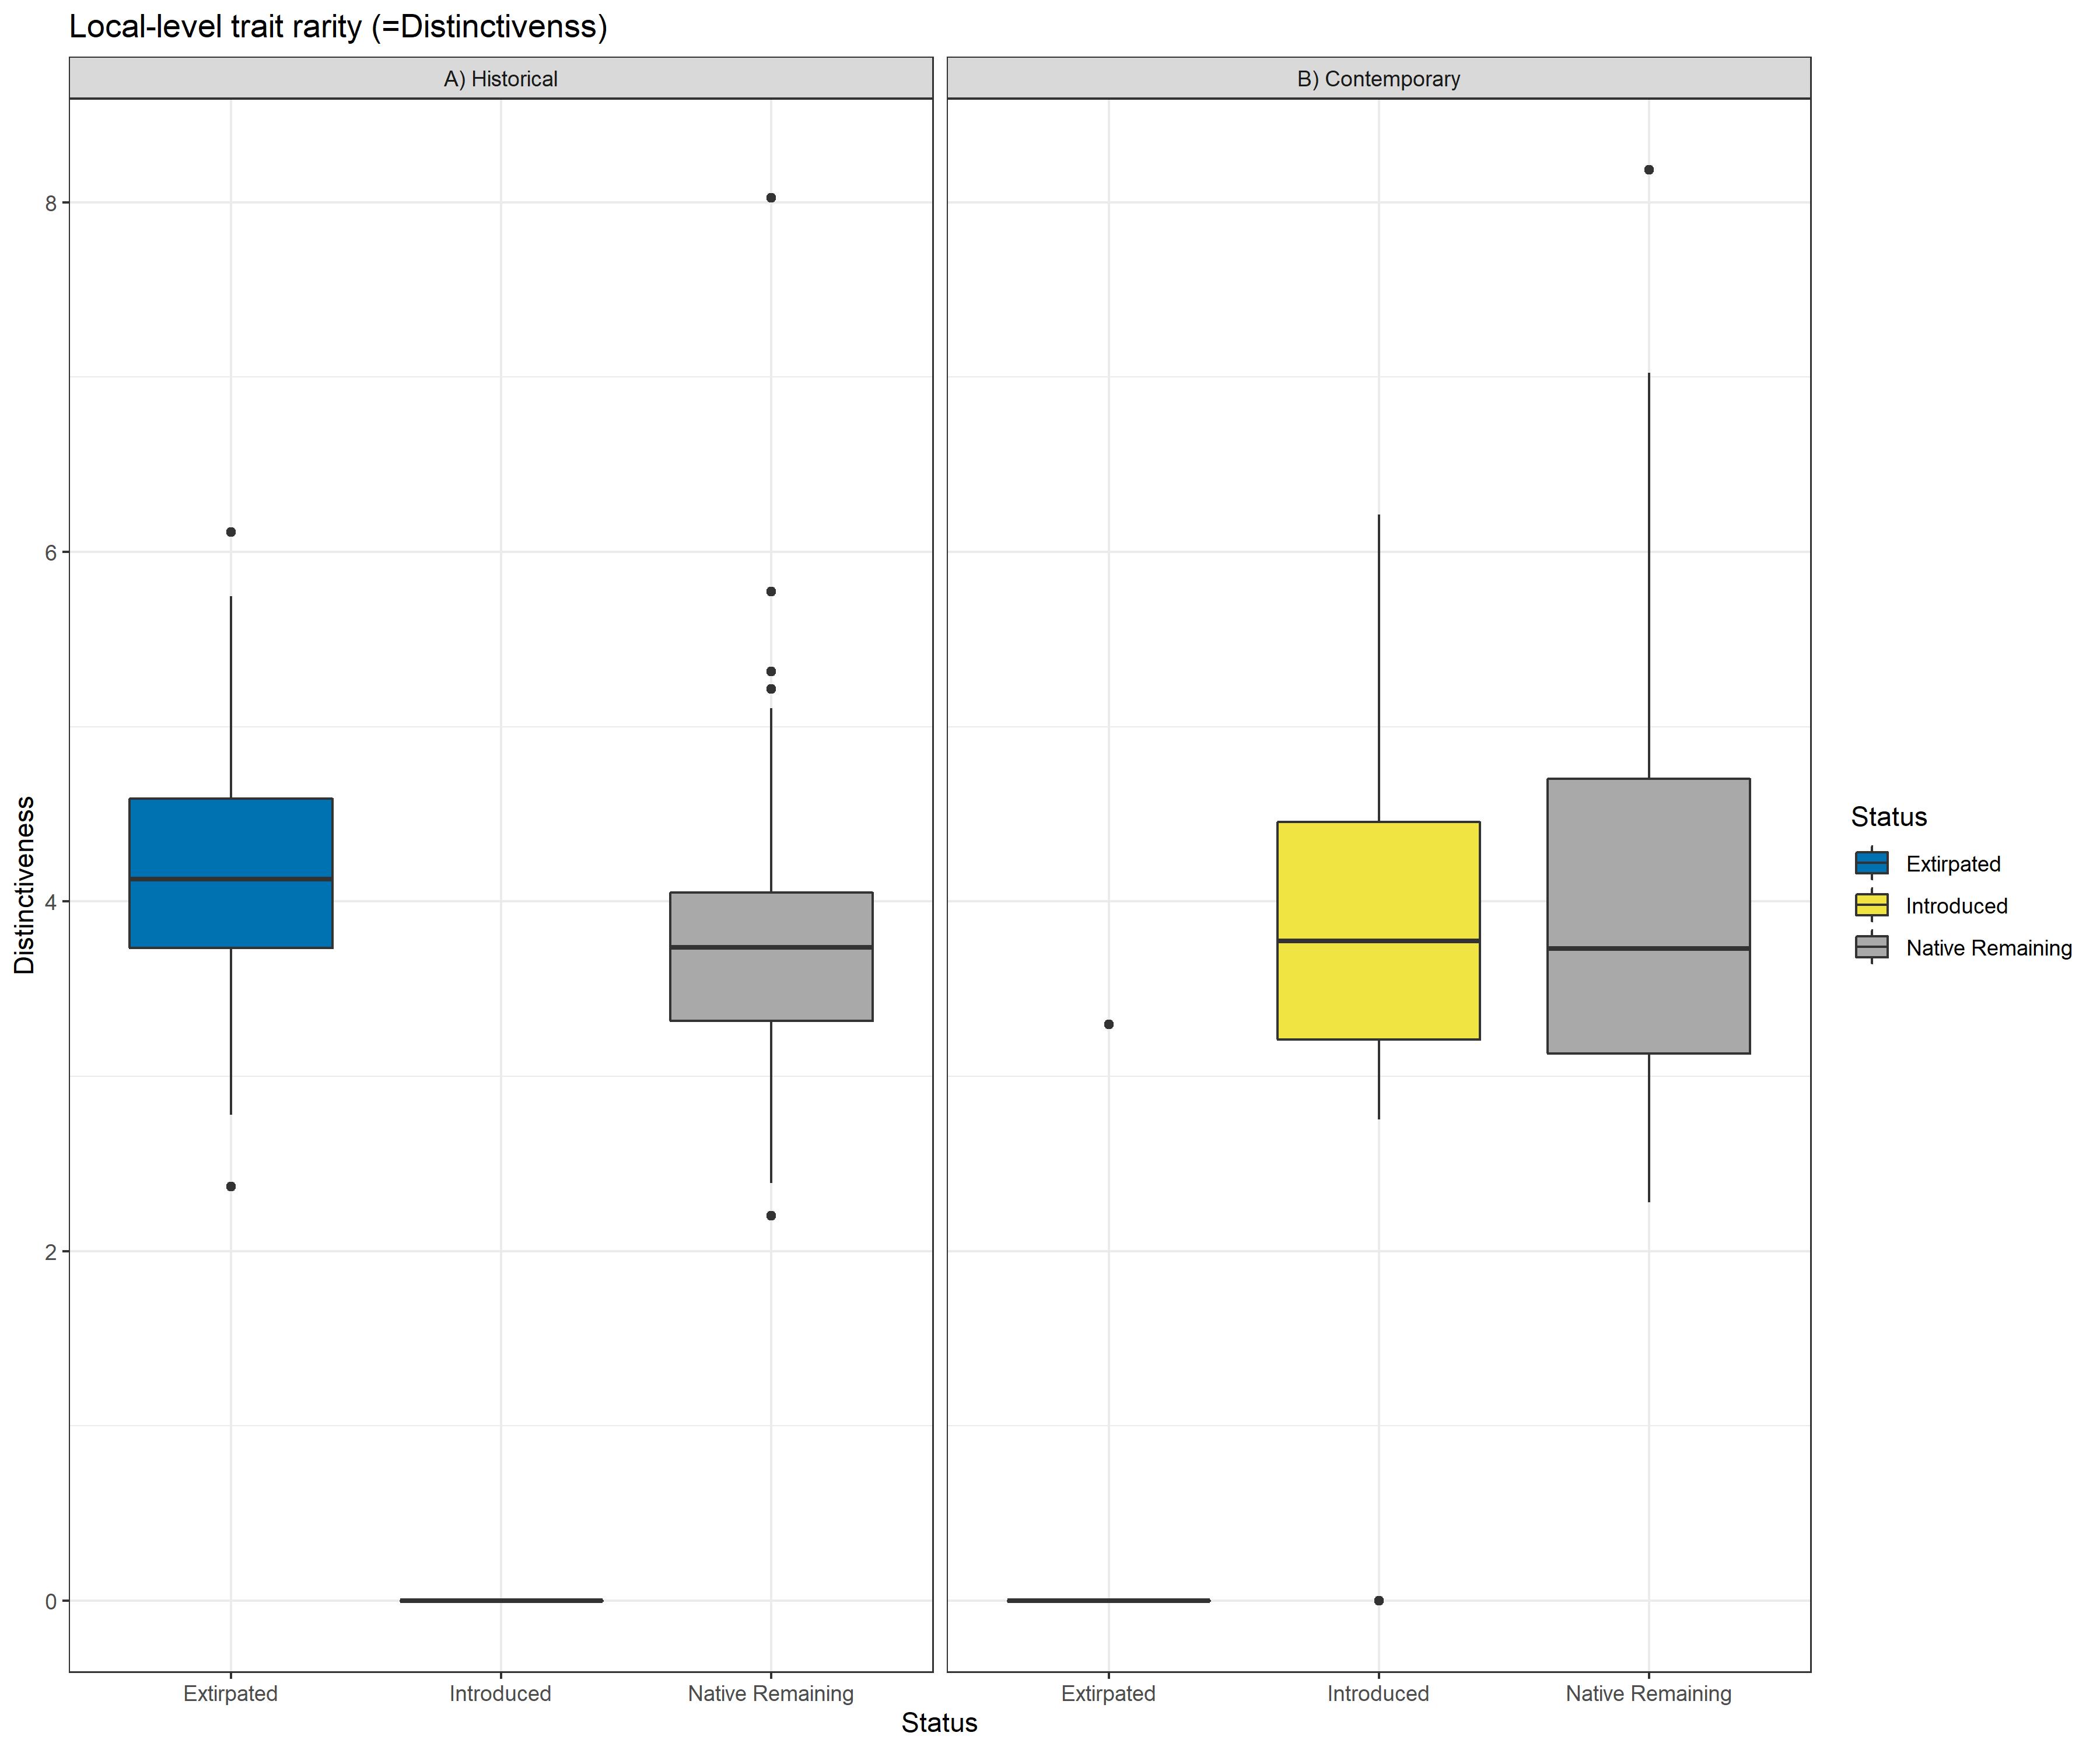 Local-level trait rarity (=Distinctivenss)
A) Historical
B) Contemporary
8
6
4
2
0
Distinctiveness
Extirpated
Introduced
Native Remaining
Extirpated
Introduced
Native Remaining
Status
Status
Extirpated
Introduced
Native Remaining